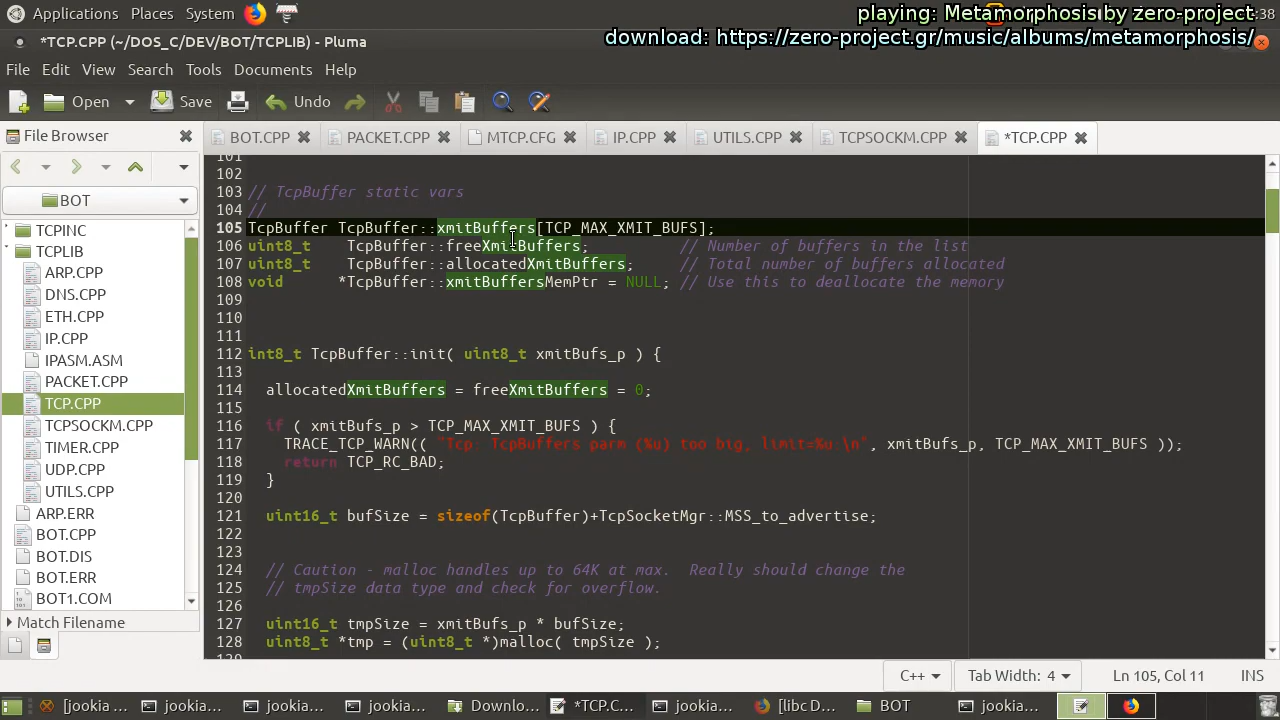 Applications Places System :38
playing: Metamorphosis by zero-project
download: https://zero-project.gr/music/albums/metamorphosis/
*TCP.CPP (~/DOS_C/DEV/BOT/TCPLIB) - Pluma
File Edit View Search Tools Documents Help
Open Save Undo
File Browser
BOT.CPP PACKET.CPP MTCP.CFG IP.CPP UTILS.CPP TCPSOCKM.CPP *TCP.CPP
BOT
TCPINC
TCPLIB
ARP.CPP
DNS.CPP
ETH.CPP
IP.CPP
IPASM.ASM
PACKET.CPP
TCP.CPP
TCPSOCKM.CPP
TIMER.CPP
UDP.CPP
UTILS.CPP
ARP.ERR
BOT.CPP
BOT.DIS
BOT.ERR
BOT1.COM
Match Filename
101
102
103 // TcpBuffer static vars
104 //
105 TcpBuffer TcpBuffer::xmitBuffers[TCP_MAX_XMIT_BUFS];
106 uint8_t TcpBuffer::freeXmitBuffers; // Number of buffers in the list
107 uint8_t TcpBuffer::allocatedXmitBuffers; // Total number of buffers allocated
108 void *TcpBuffer::xmitBuffersMemPtr = NULL; // Use this to deallocate the memory
109
110
111
112 int8_t TcpBuffer::init( uint8_t xmitBufs_p ) {
113
114 allocatedXmitBuffers = freeXmitBuffers = 0;
115
116 if ( xmitBufs_p > TCP_MAX_XMIT_BUFS ) {
117 TRACE_TCP_WARN(( "Tcp: TcpBuffers parm (%u) too big, limit=%u.\n", xmitBufs_p, TCP_MAX_XMIT_BUFS ));
118 return TCP_RC_BAD;
119 }
120
121 uint16_t bufSize = sizeof(TcpBuffer)+TcpSocketMgr::MSS_to_advertise;
122
123
124 // Caution - malloc handles up to 64K at max. Really should change the
125 // tmpSize data type and check for overflow.
126
127 uint16_t tmpSize = xmitBufs_p * bufSize;
128 uint8_t *tmp = (uint8_t *)malloc( tmpSize );
C++ Tab Width: 4 Ln 105, Col 11 INS
[jookia ... jookia... jookia... jookia... Downlo... *TCP.C... jookia... [libc D... BOT jookia...